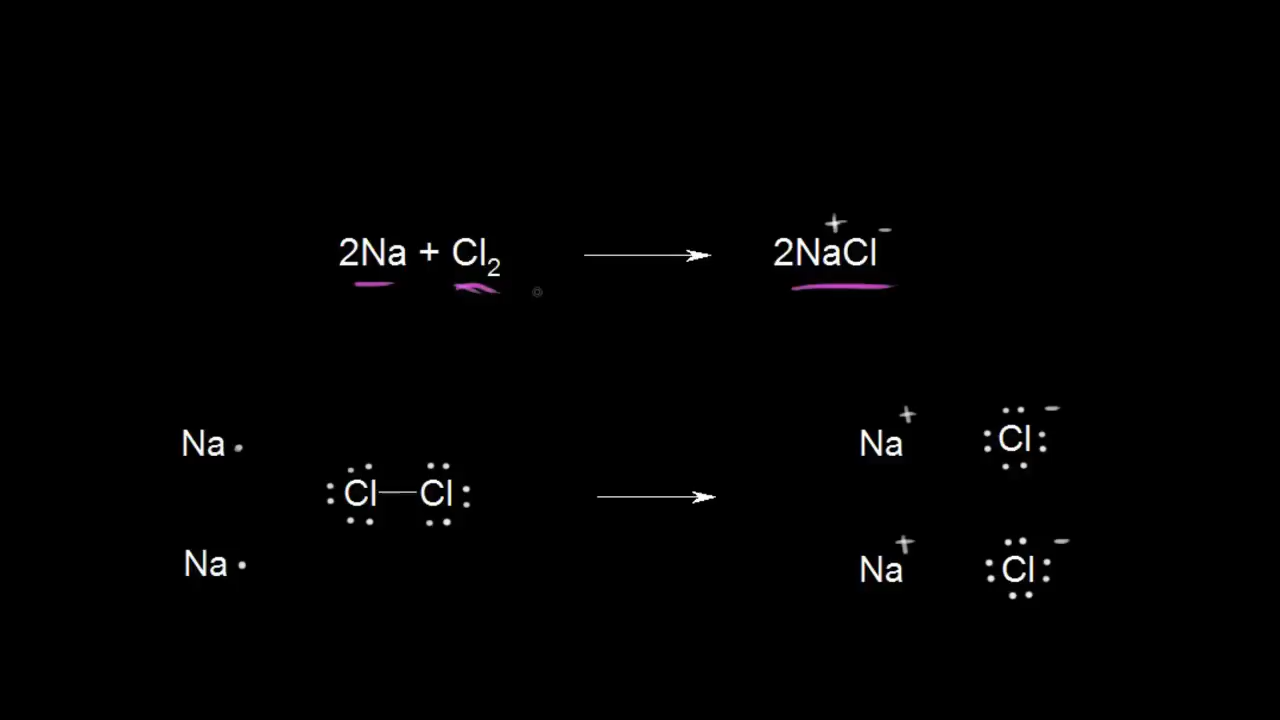 2Na + Cl₂ ⟶ 2Na⁺Cl⁻
Na· Na⁺ :Cl:⁻
:Cl—Cl: ⟶
Na· Na⁺ :Cl:⁻